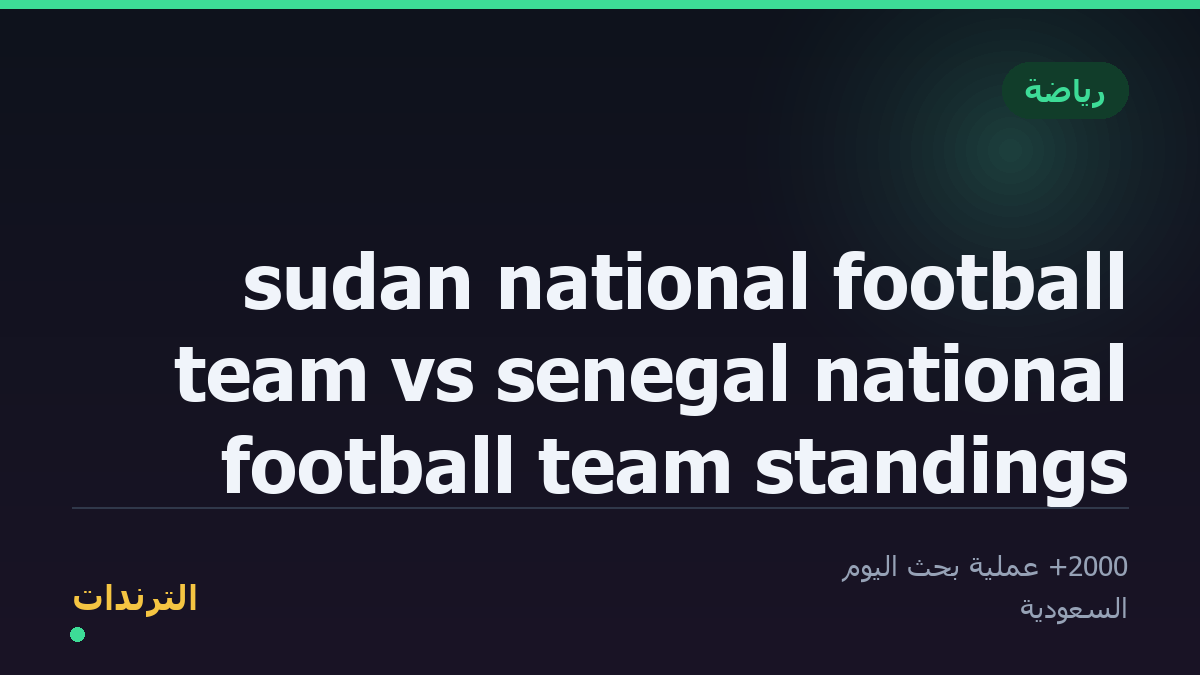 رياضة
sudan national football
team vs senegal national
football team standings
2000+ عملية بحث اليوم
السعودية
الترندات